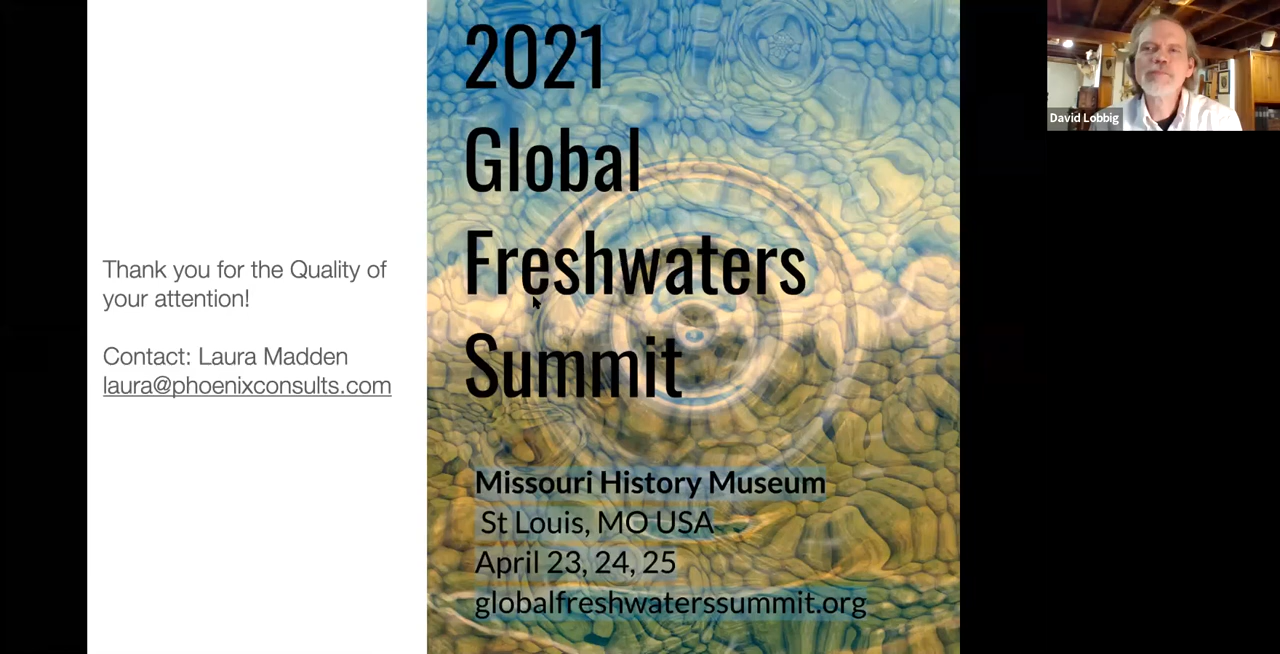 Thank you for the Quality of
your attention!
Contact: Laura Madden
laura@phoenixconsults.com
2021
Global
Freshwaters
Summit
Missouri History Museum
St Louis, MO USA
April 23, 24, 25
globalfreshwaterssummit.org
David Lobbig